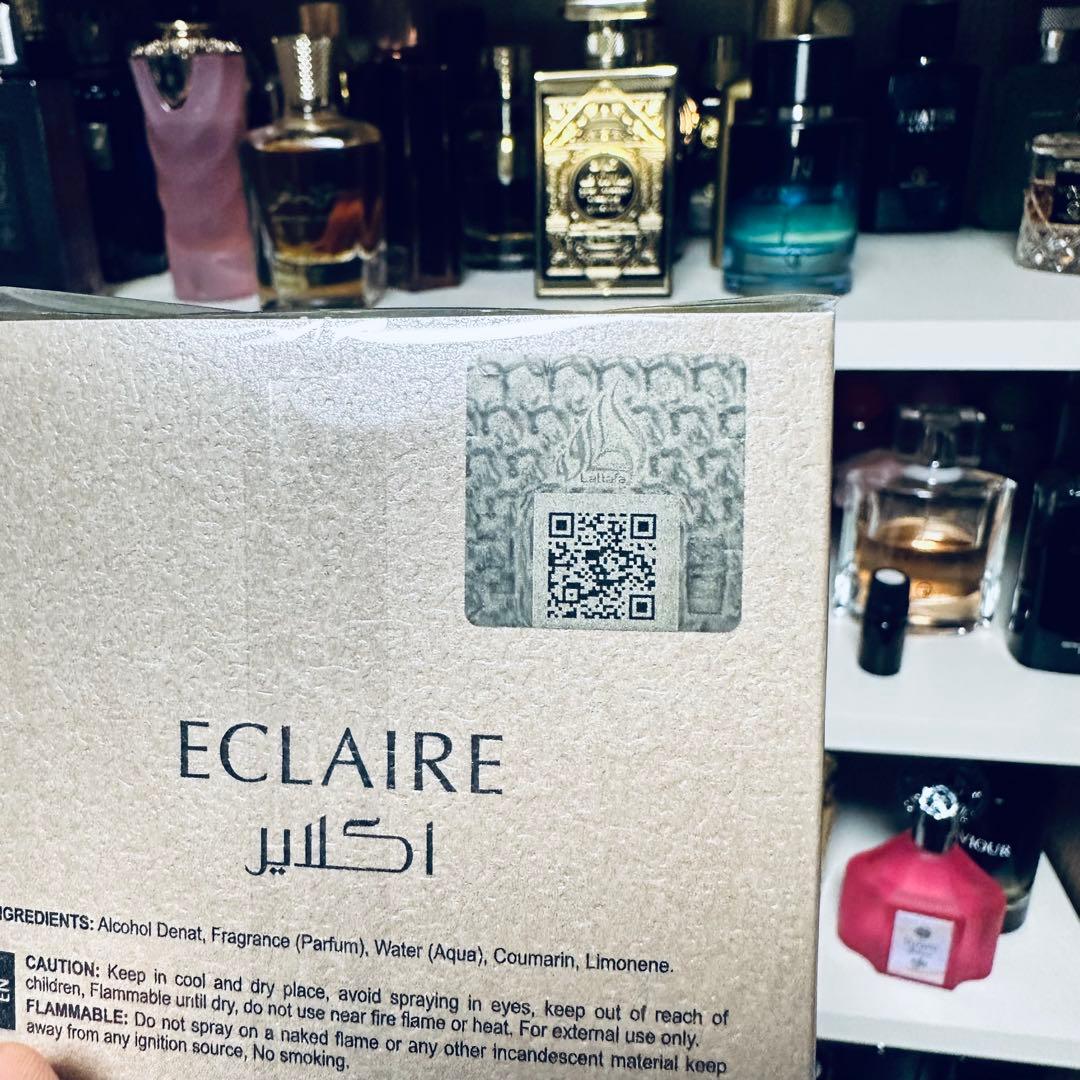 Lattafa
ECLAIRE
اكلاير
NGREDIENTS: Alcohol Denat, Fragrance (Parfum), Water (Aqua), Coumarin, Limonene.
EN
CAUTION: Keep in cool and dry place, avoid spraying in eyes, keep out of reach of
children, Flammable until dry, do not use near fire flame or heat. For external use only.
FLAMMABLE: Do not spray on a naked flame or any other incandescent material keep
away from any ignition source, No smoking.
VIOUR